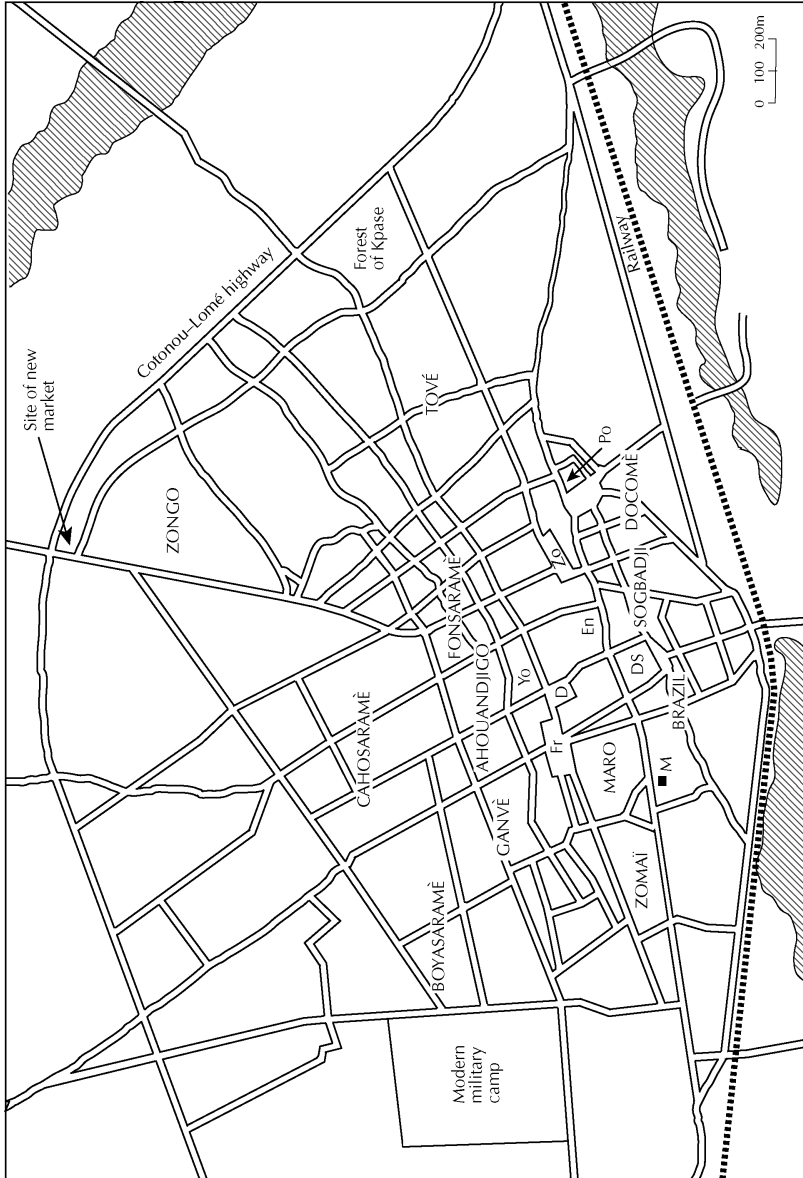 Site of new
market
Cotonou–Lomé highway
ZONGO
Forest
of Kpase
TOVÉ
Po
FONSARAMÈ
CAHOSARAMÈ
AHOUANDJIGO
Zo
DOCOMÈ
Yo
En
SOGBADJI
D
DS
Fr
BRAZIL
GANVÈ
MARO
M
BOYASARAMÈ
ZOMAÏ
Modern
military
camp
Railway
0 100 200m